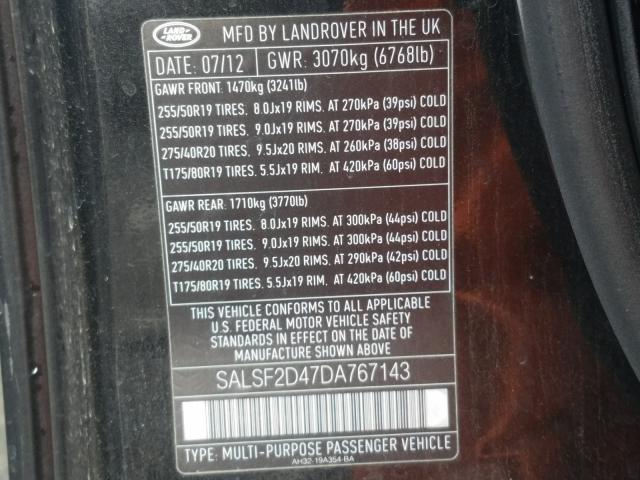 LAND ROVER
MFD BY LANDROVER IN THE UK
DATE: 07/12 GWR: 3070kg (6768lb)
GAWR FRONT: 1470kg (3241lb)
255/50R19 TIRES. 8.0Jx19 RIMS. AT 270kPa (39psi) COLD
255/50R19 TIRES. 9.0Jx19 RIMS. AT 270kPa (39psi) COLD
275/40R20 TIRES. 9.5Jx20 RIMS. AT 260kPa (38psi) COLD
T175/80R19 TIRES. 5.5Jx19 RIM. AT 420kPa (60psi) COLD
GAWR REAR: 1710kg (3770lb)
255/50R19 TIRES. 8.0Jx19 RIMS. AT 300kPa (44psi) COLD
255/50R19 TIRES. 9.0Jx19 RIMS. AT 300kPa (44psi) COLD
275/40R20 TIRES. 9.5Jx20 RIMS. AT 290kPa (42psi) COLD
T175/80R19 TIRES. 5.5Jx19 RIM. AT 420kPa (60psi) COLD
THIS VEHICLE CONFORMS TO ALL APPLICABLE
U.S. FEDERAL MOTOR VEHICLE SAFETY
STANDARDS IN EFFECT ON THE DATE OF
MANUFACTURE SHOWN ABOVE.
SALSF2D47DA767143
TYPE: MULTI-PURPOSE PASSENGER VEHICLE
AH32-19A354-BA